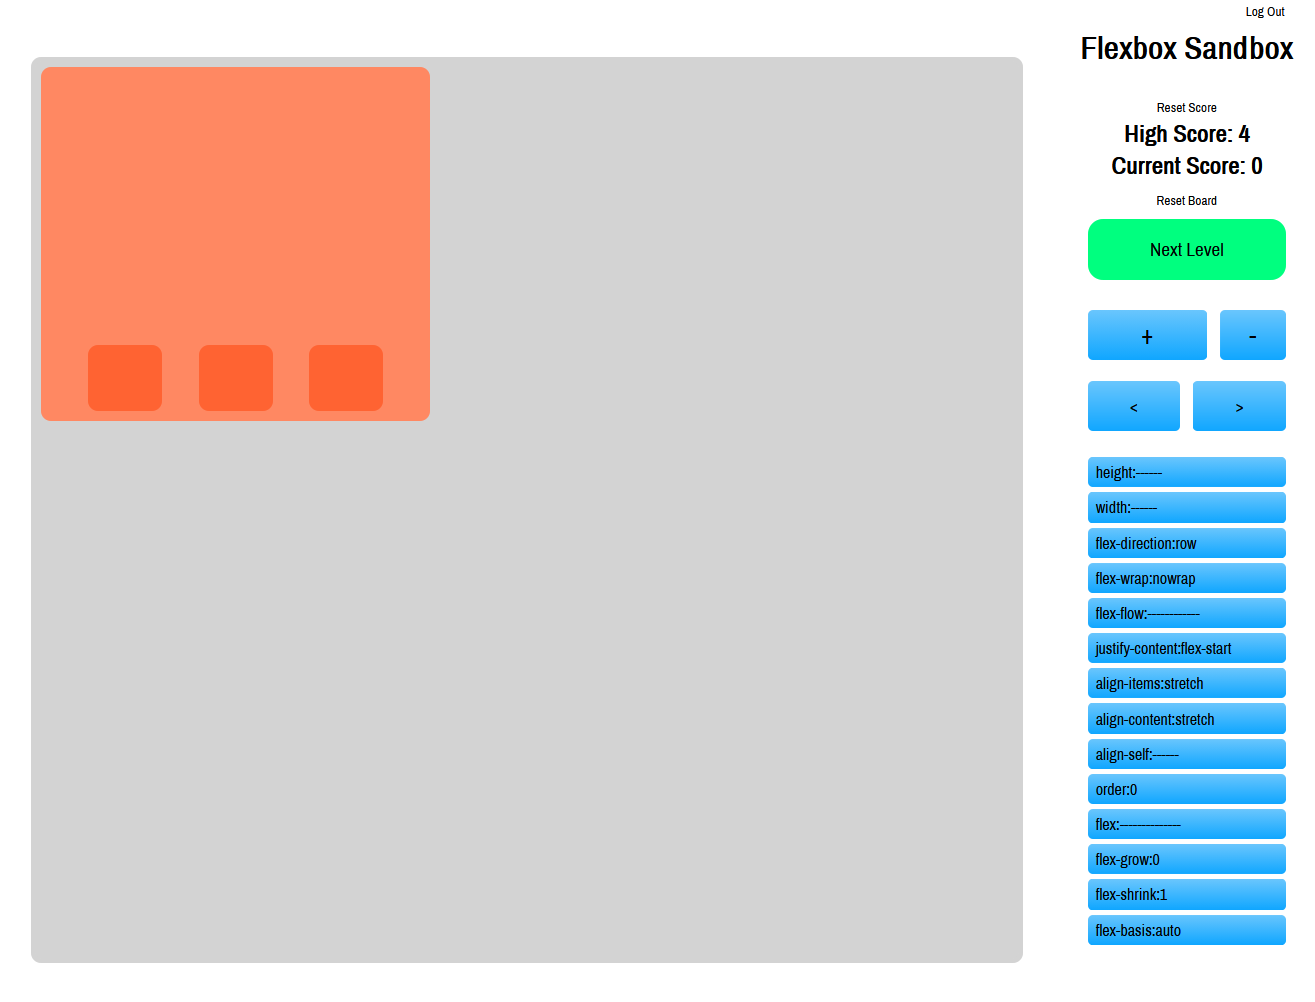 Log Out
Flexbox Sandbox
Reset Score
High Score: 4
Current Score: 0
Reset Board
Next Level
+ -
< >
height:------
width:------
flex-direction:row
flex-wrap:nowrap
flex-flow:------------
justify-content:flex-start
align-items:stretch
align-content:stretch
align-self:------
order:0
flex:--------------
flex-grow:0
flex-shrink:1
flex-basis:auto